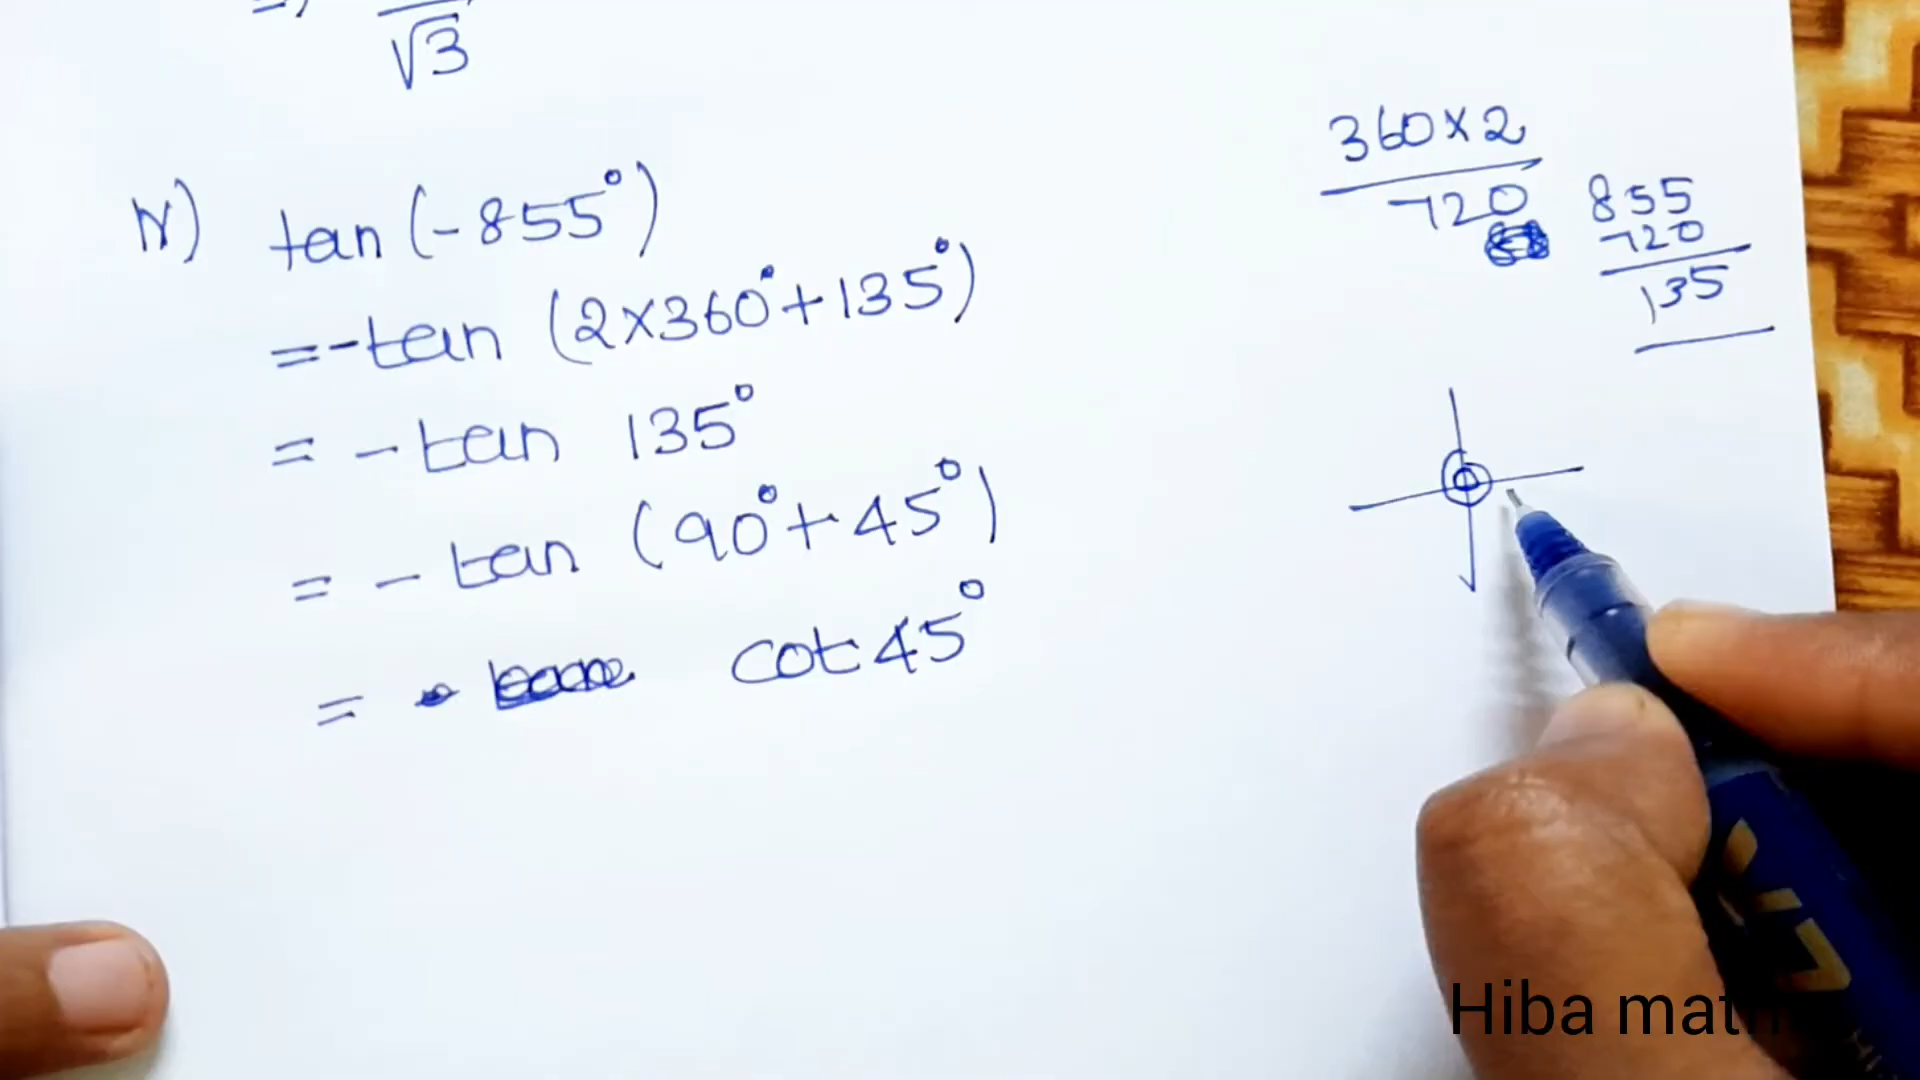 √3
360×2
720
855
720
135
IV) tan (-855°)
= -tan (2×360°+135°)
= - tan 135°
= - tan (90°+45°)
= cot 45°
Hiba mat